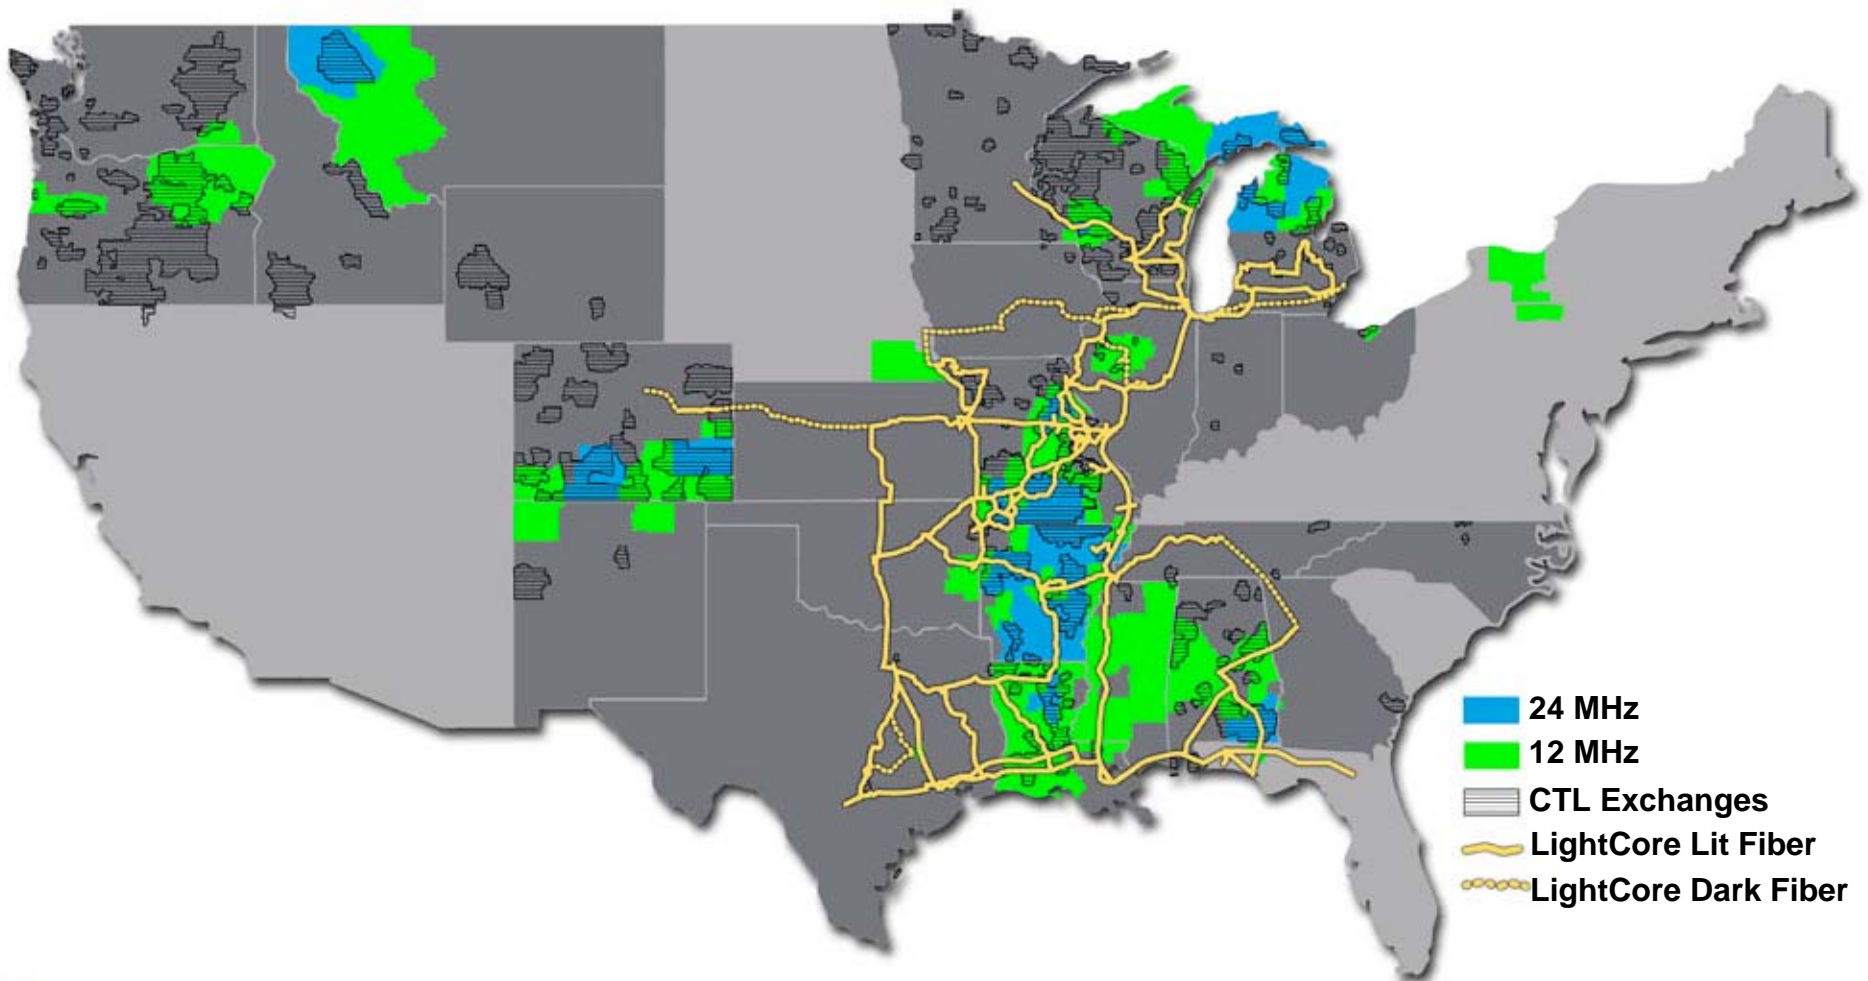 24 MHz
12 MHz
CTL Exchanges
LightCore Lit Fiber
LightCore Dark Fiber